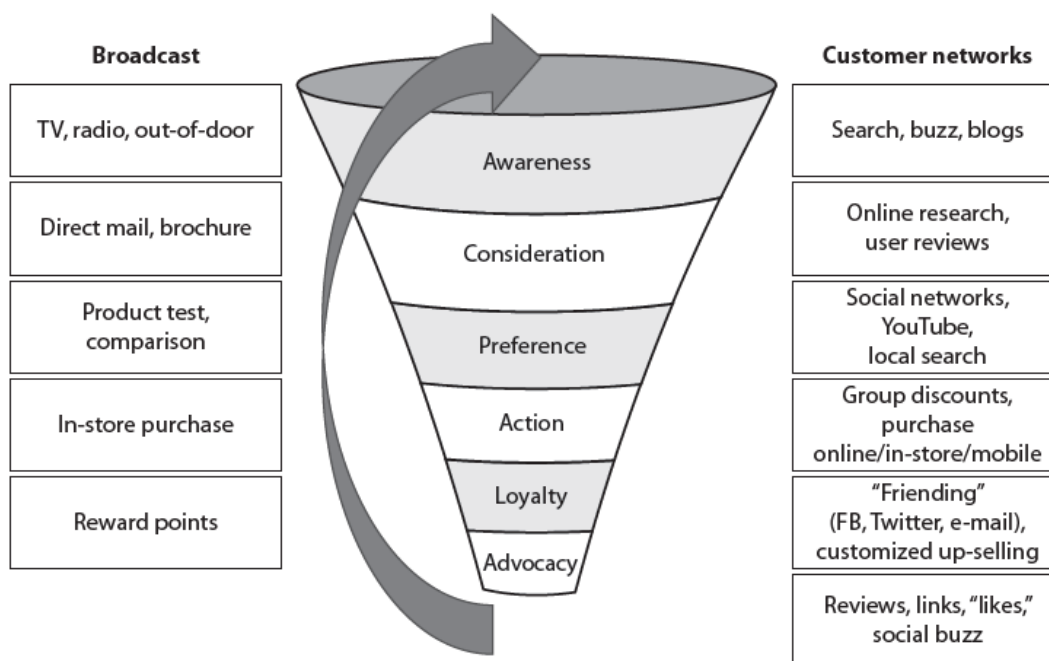 Broadcast
TV, radio, out-of-door
Direct mail, brochure
Product test,
comparison
In-store purchase
Reward points
Awareness
Consideration
Preference
Action
Loyalty
Advocacy
Customer networks
Search, buzz, blogs
Online research,
user reviews
Social networks,
YouTube,
local search
Group discounts,
purchase
online/in-store/mobile
“Friending”
(FB, Twitter, e-mail),
customized up-selling
Reviews, links, “likes,”
social buzz